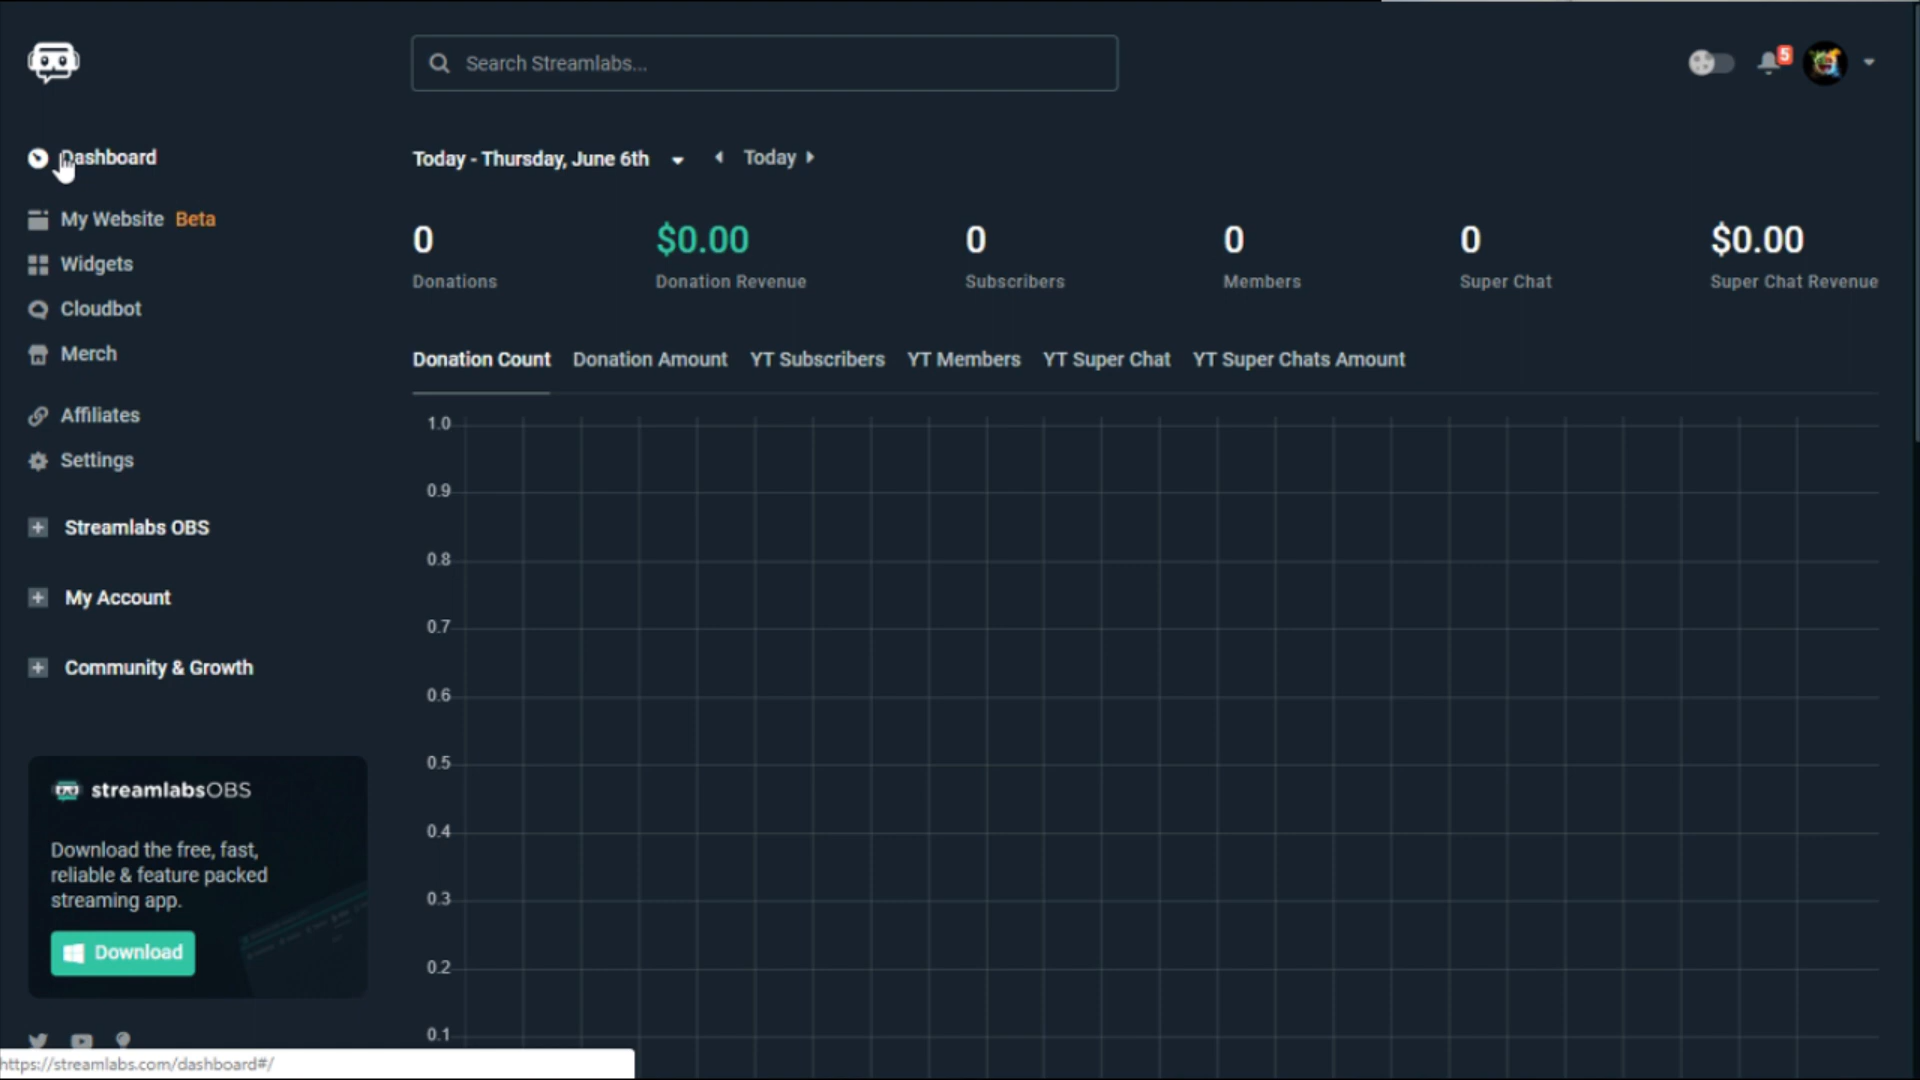 Search Streamlabs...
5
Dashboard
My Website Beta
Widgets
Cloudbot
Merch
Affiliates
Settings
Streamlabs OBS
My Account
Community & Growth
streamlabsOBS
Download the free, fast,
reliable & feature packed
streaming app.
Download
https://streamlabs.com/dashboard#/
Today - Thursday, June 6th
Today
0
Donations
$0.00
Donation Revenue
0
Subscribers
0
Members
0
Super Chat
$0.00
Super Chat Revenue
Donation Count Donation Amount YT Subscribers YT Members YT Super Chat YT Super Chats Amount
1.0
0.9
0.8
0.7
0.6
0.5
0.4
0.3
0.2
0.1